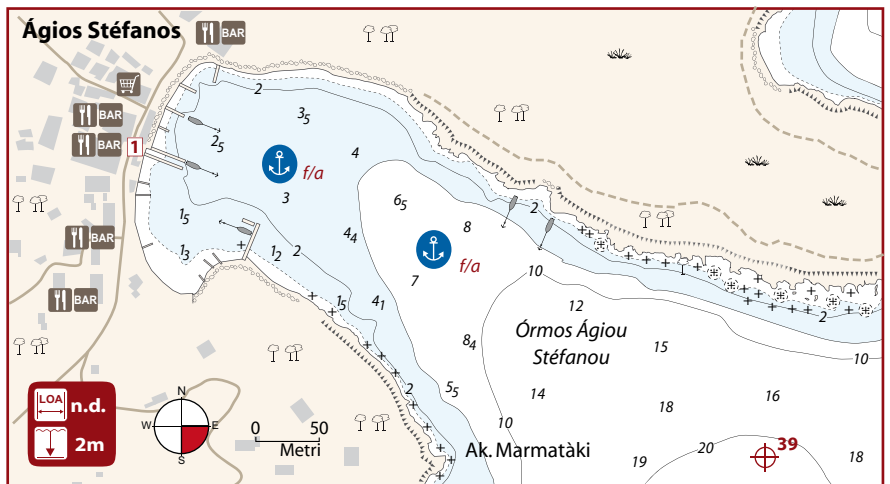 Ágios Stéfanos
BAR
BAR
BAR
1
BAR
BAR
2
3₅
2₅
4
f/a
3
6₅
8
2
1₅
4₄
f/a
1₃
1₂
2
10
7
1₅
4₁
12
2
Órmos Ágiou
Stéfanou
8₄
15
10
2
5₅
14
16
18
10
LOA
n.d.
2m
N
W
E
S
0
50
Metri
Ak. Marmatàki
20
39
19
18